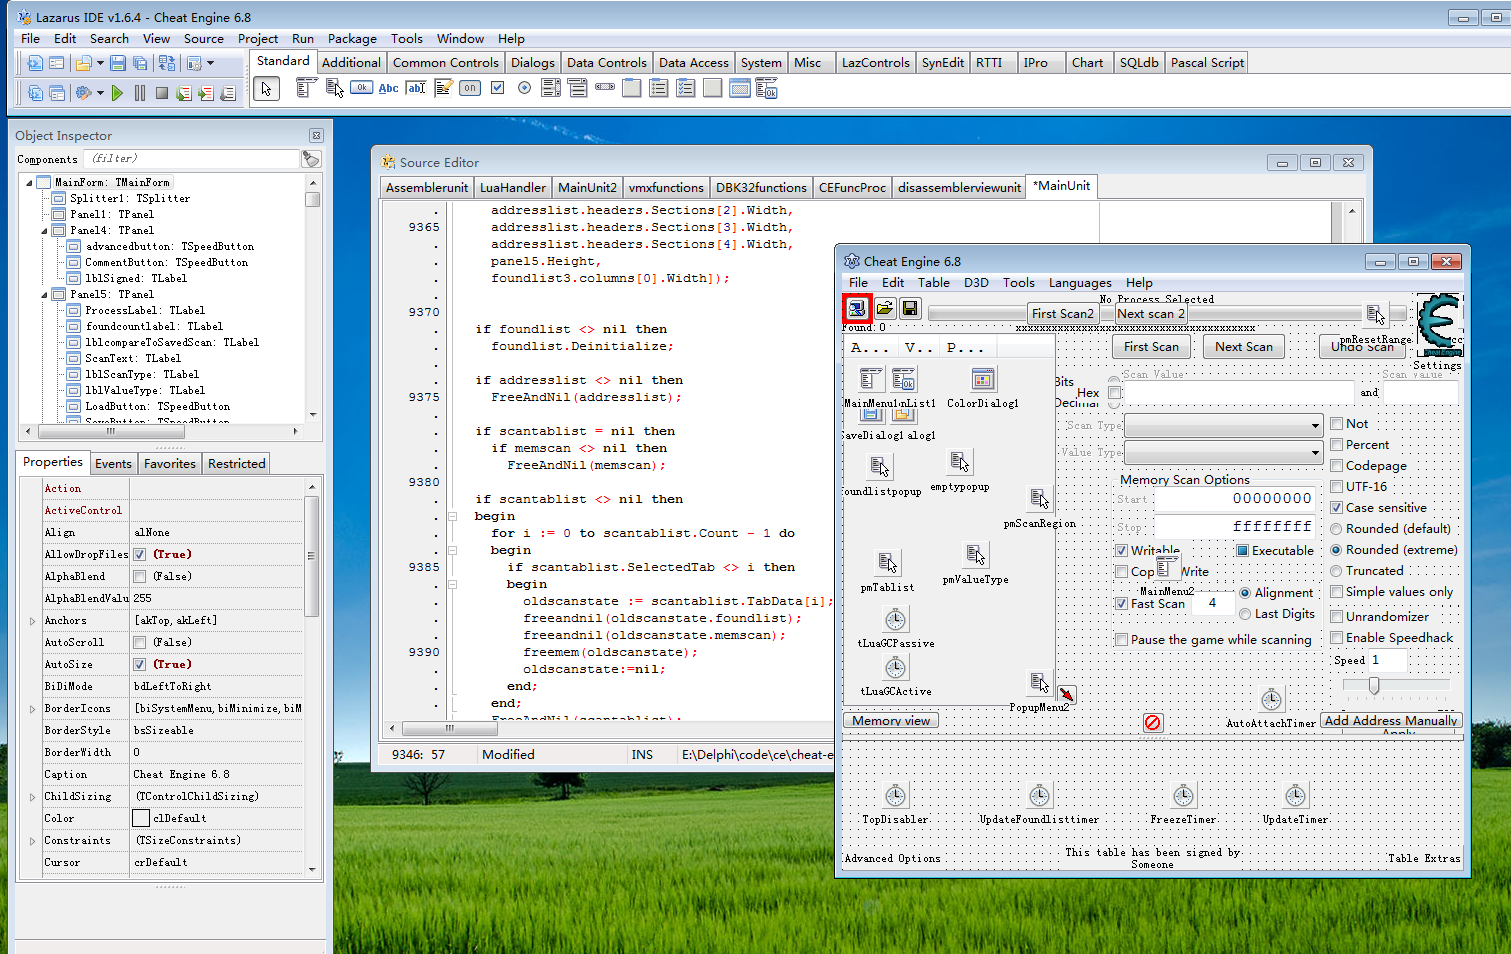 Lazarus IDE v1.6.4 - Cheat Engine 6.8
File Edit Search View Source Project Run Package Tools Window Help
Standard Additional Common Controls Dialogs Data Controls Data Access System Misc LazControls SynEdit RTTI IPro Chart SQLdb Pascal Script
Ok Abc ab on Ok
Object Inspector
Components (filter)
MainForm: TMainForm
Splitter1: TSplitter
Panel1: TPanel
Panel4: TPanel
advancedbutton: TSpeedButton
CommentButton: TSpeedButton
lblSigned: TLabel
Panel5: TPanel
ProcessLabel: TLabel
foundcountlabel: TLabel
lblcompareToSavedScan: TLabel
ScanText: TLabel
lblScanType: TLabel
lblValueType: TLabel
LoadButton: TSpeedButton
SaveButton: TSpeedButton
Properties Events Favorites Restricted
Action
ActiveControl
Align alNone
AllowDropFiles (True)
AlphaBlend (False)
AlphaBlendValu 255
Anchors [akTop, akLeft]
AutoScroll (False)
AutoSize (True)
BiDiMode bdLeftToRight
BorderIcons [biSystemMenu, biMinimize, biM
BorderStyle bsSizeable
BorderWidth 0
Caption Cheat Engine 6.8
ChildSizing (TControlChildSizing)
Color clDefault
Constraints (TSizeConstraints)
Cursor crDefault
Source Editor
Assemblerunit LuaHandler MainUnit2 vmxfunctions DBK32functions CEFuncProc disassemblerviewunit *MainUnit
addresslist.headers.Sections[2].Width,
9365 addresslist.headers.Sections[3].Width,
addresslist.headers.Sections[4].Width,
panel5.Height,
foundlist3.columns[0].Width]);
9370
if foundlist <> nil then
foundlist.Deinitialize;
if addresslist <> nil then
9375 FreeAndNil(addresslist);
if scantablist = nil then
if memscan <> nil then
FreeAndNil(memscan);
9380
if scantablist <> nil then
begin
for i := 0 to scantablist.Count - 1 do
begin
9385 if scantablist.SelectedTab <> i then
begin
oldscanstate := scantablist.TabData[i];
freeandnil(oldscanstate.foundlist);
freeandnil(oldscanstate.memscan);
9390 freemem(oldscanstate);
oldscanstate:=nil;
end;
end;
FreeAndNil(scantablist);
9346: 57 Modified INS E:\Delphi\code\ce\cheat-e
Cheat Engine 6.8
File Edit Table D3D Tools Languages Help
No Process Selected
First Scan2 Next scan 2
Found: 0 xxxxxxxxxxxxxxxxxxxxxxxxxxxxxxxxxxxxxxxx
pmResetRange
Cheat Engine
A... V.. P...
First Scan Next Scan Undo Scan
Settings
MainMenu1 nList1 ColorDialog1
Bits Hex Decimal Scan Value and Scan Value
SaveDialog1 alog1
Scan Type
Value Type
Not
Percent
Codepage
UTF-16
Case sensitive
Rounded (default)
Rounded (extreme)
Truncated
Simple values only
Unrandomizer
Enable Speedhack
Speed 1
foundlistpopup emptypopup
pmScanRegion
Memory Scan Options
Start 00000000
Stop ffffffff
Writable Executable
Cop Write
MainMenu2
Fast Scan 4 Alignment
Last Digits
Pause the game while scanning
pmTablist pmValueType
tLuaGCPassive
tLuaGCActive
PopupMenu2
AutoAttachTimer
Memory view Add Address Manually
Apply
TopDisabler UpdateFoundlisttimer FreezeTimer UpdateTimer
Advanced Options This table has been signed by Someone Table Extras